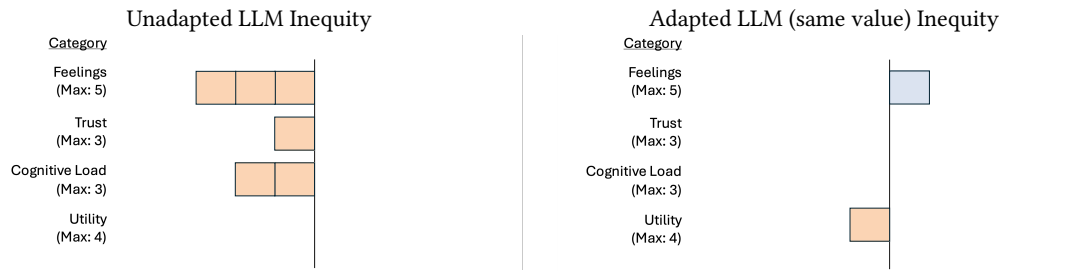 Unadapted LLM Inequity
Category
Feelings
(Max: 5)
Trust
(Max: 3)
Cognitive Load
(Max: 3)
Utility
(Max: 4)
Adapted LLM (same value) Inequity
Category
Feelings
(Max: 5)
Trust
(Max: 3)
Cognitive Load
(Max: 3)
Utility
(Max: 4)